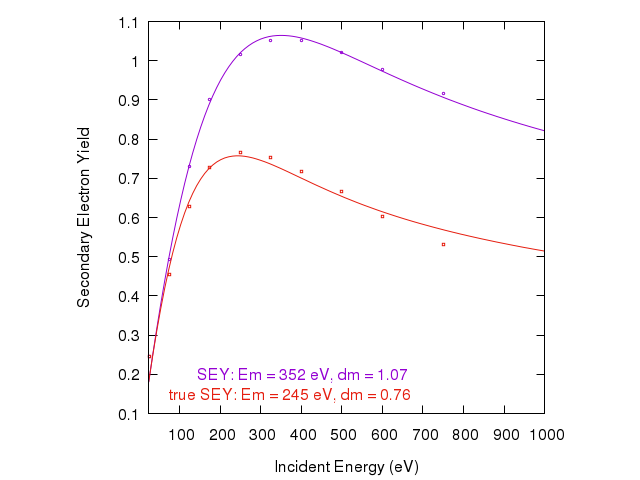 1.1
1
0.9
0.8
0.7
0.6
0.5
0.4
0.3
0.2
0.1
Secondary Electron Yield
SEY: Em = 352 eV, dm = 1.07
true SEY: Em = 245 eV, dm = 0.76
100 200 300 400 500 600 700 800 900 1000
Incident Energy (eV)